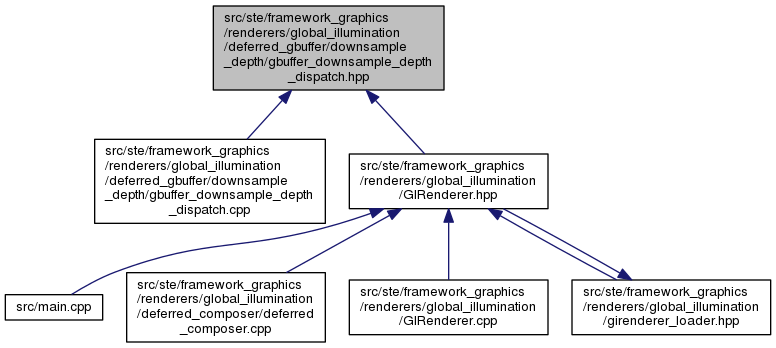 src/ste/framework_graphics
/renderers/global_illumination
/deferred_gbuffer/downsample
_depth/gbuffer_downsample_depth
_dispatch.hpp
src/ste/framework_graphics
/renderers/global_illumination
/deferred_gbuffer/downsample
_depth/gbuffer_downsample_depth
_dispatch.cpp
src/ste/framework_graphics
/renderers/global_illumination
/GIRenderer.hpp
src/main.cpp
src/ste/framework_graphics
/renderers/global_illumination
/deferred_composer/deferred
_composer.cpp
src/ste/framework_graphics
/renderers/global_illumination
/GIRenderer.cpp
src/ste/framework_graphics
/renderers/global_illumination
/girenderer_loader.hpp